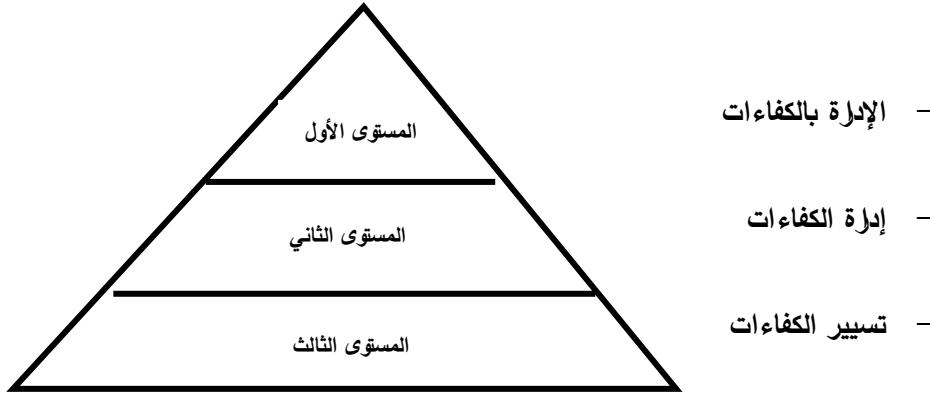 - الإدارة بالكفاءات
المستوى الأول
- إدارة الكفاءات
المستوى الثاني
- تسيير الكفاءات
المستوى الثالث